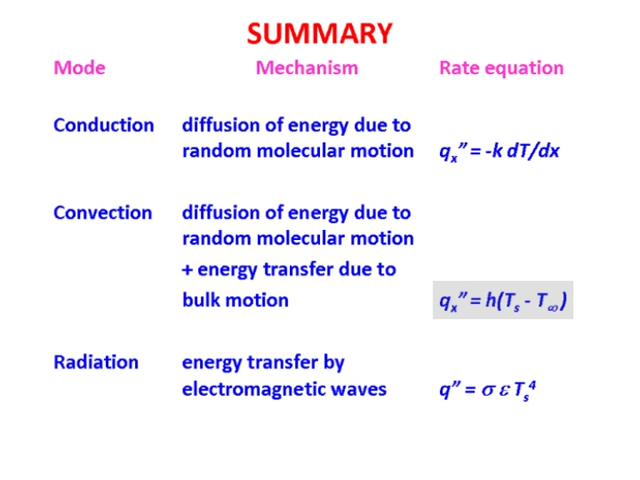 SUMMARY
Mode Mechanism Rate equation
Conduction diffusion of energy due to
random molecular motion qₓ” = -k dT/dx
Convection diffusion of energy due to
random molecular motion
+ energy transfer due to
bulk motion qₓ” = h(Tₛ - T∞)
Radiation energy transfer by
electromagnetic waves q” = σ ε Tₛ⁴